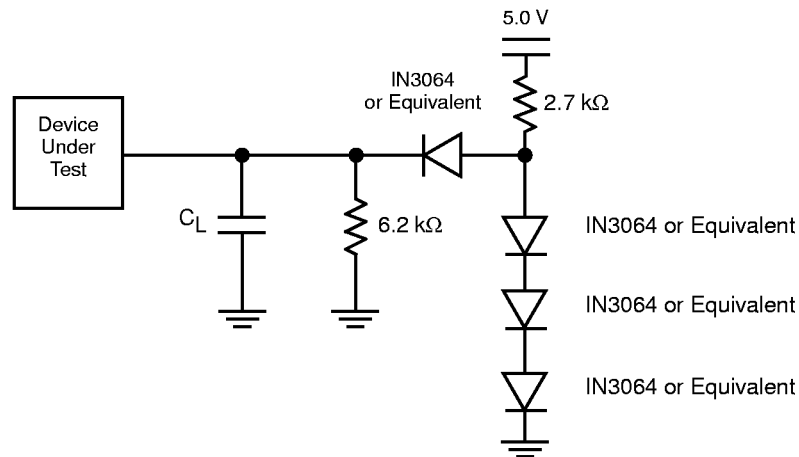 5.0 V
IN3064
or Equivalent
2.7 kΩ
Device
Under
Test
CL
6.2 kΩ
IN3064 or Equivalent
IN3064 or Equivalent
IN3064 or Equivalent